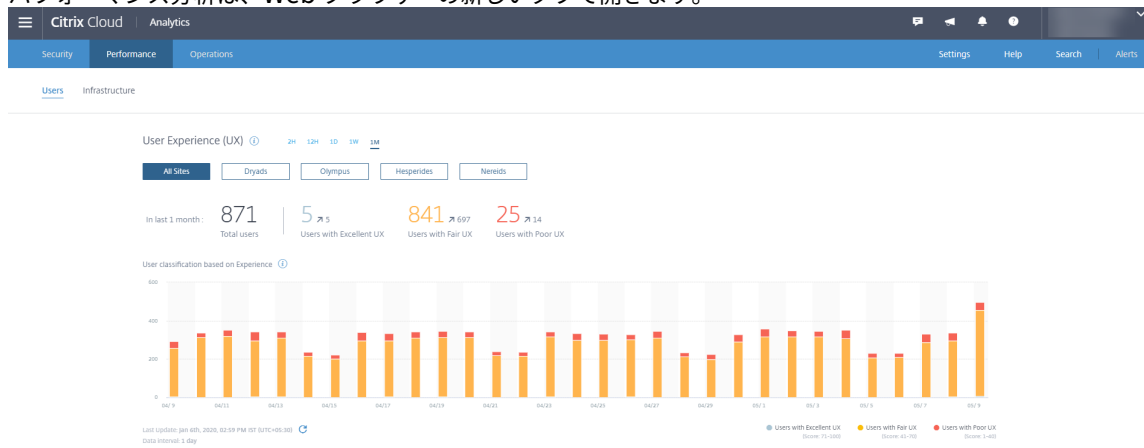 パフォーマンス分析は、Web ブラウザーの新しいタブで開きます。
Citrix Cloud Analytics
Security Performance Operations Settings Help Search Alerts
Users Infrastructure
User Experience (UX) 2H 12H 1D 1W 1M
All Sites Dryads Olympus Hesperides Nereids
In last 1 month : 871 5 5 841 697 25 14
Total users Users with Excellent UX Users with Fair UX Users with Poor UX
User classification based on Experience
600
400
200
0
04/ 9 04/11 04/13 04/15 04/17 04/19 04/21 04/23 04/25 04/27 04/29 05/ 1 05/ 3 05/ 5 05/ 7 05/ 9
Last Update: Jan 6th, 2020, 02:59 PM IST (UTC+05:30)
Data Interval: 1 day
Users with Excellent UX Users with Fair UX Users with Poor UX
(Score: 71-100) (Score: 41-70) (Score: 1-40)